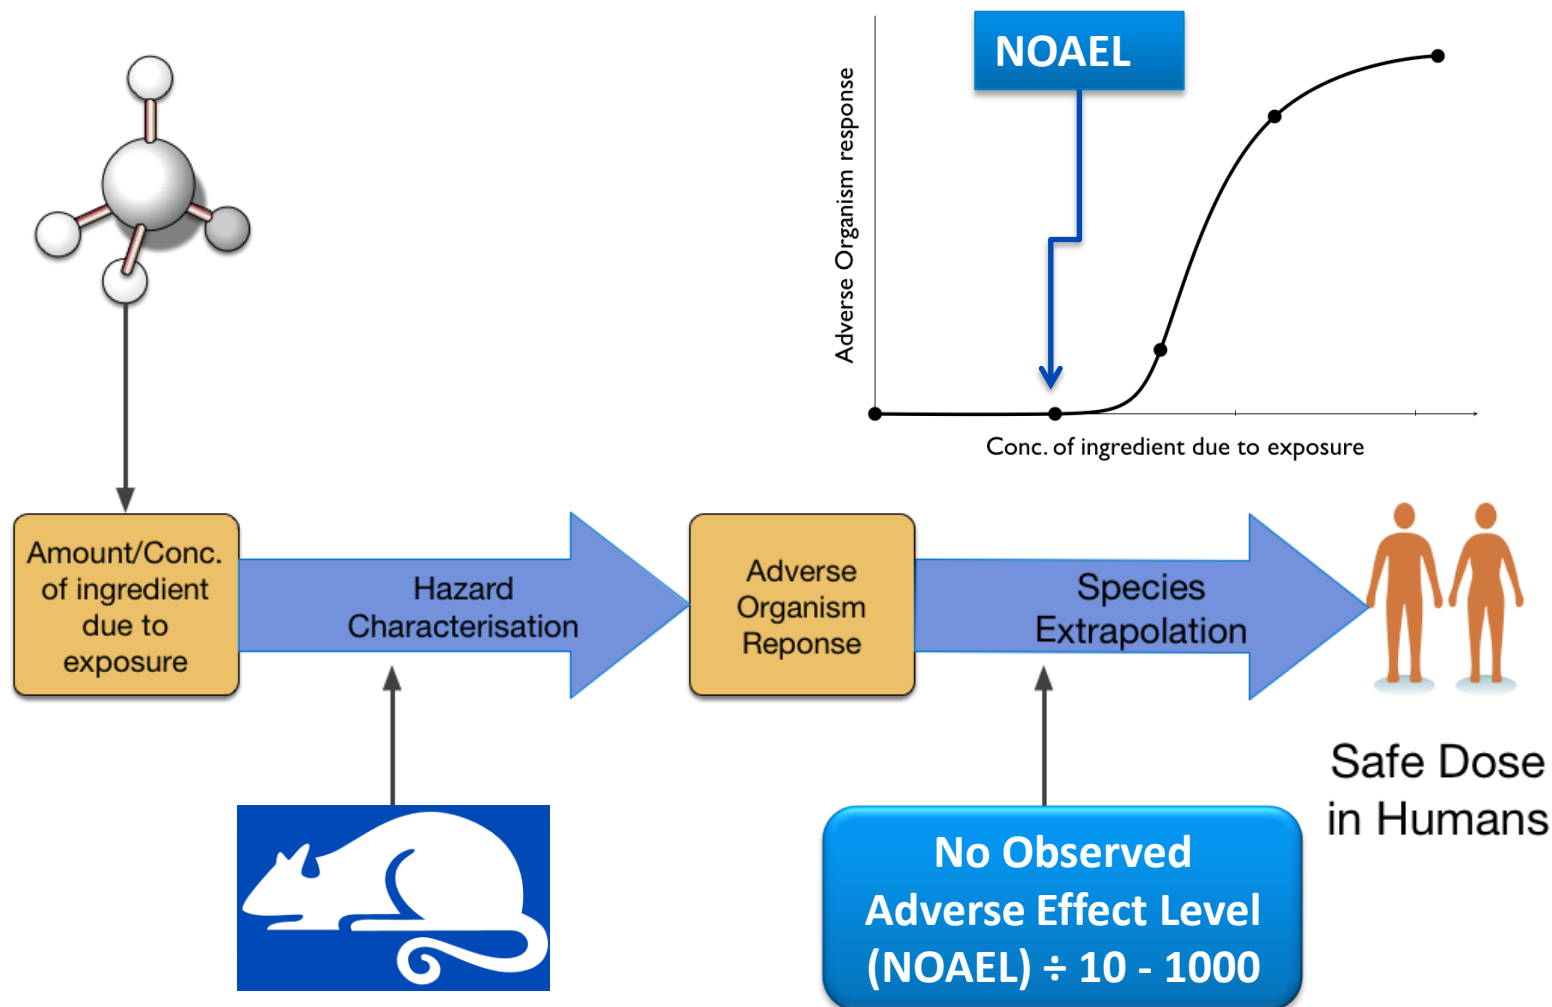 NOAEL
Adverse Organism response
Conc. of ingredient due to exposure
Amount/Conc.
of ingredient
due to
exposure
Hazard
Characterisation
Adverse
Organism
Reponse
Species
Extrapolation
Safe Dose
in Humans
No Observed
Adverse Effect Level
(NOAEL) ÷ 10 - 1000